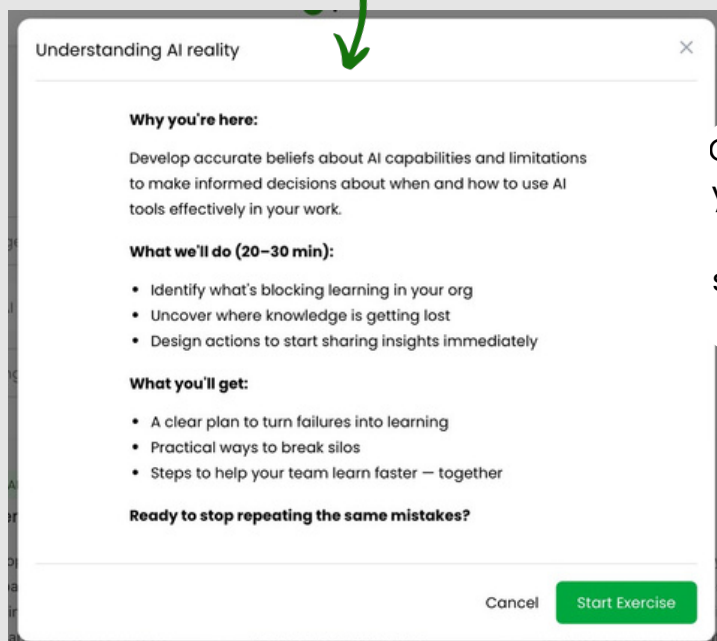 Understanding AI reality
Why you're here:
Develop accurate beliefs about AI capabilities and limitations
to make informed decisions about when and how to use AI
tools effectively in your work.
What we'll do (20–30 min):
• Identify what's blocking learning in your org
• Uncover where knowledge is getting lost
• Design actions to start sharing insights immediately
What you'll get:
• A clear plan to turn failures into learning
• Practical ways to break silos
• Steps to help your team learn faster — together
Ready to stop repeating the same mistakes?
Cancel
Start Exercise